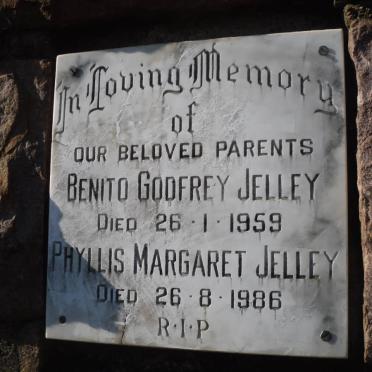 In Loving Memory
of
OUR BELOVED PARENTS
BENITO GODFREY JELLEY
DIED 26·1·1959
PHYLLIS MARGARET JELLEY
DIED 26·8·1986
R·I·P